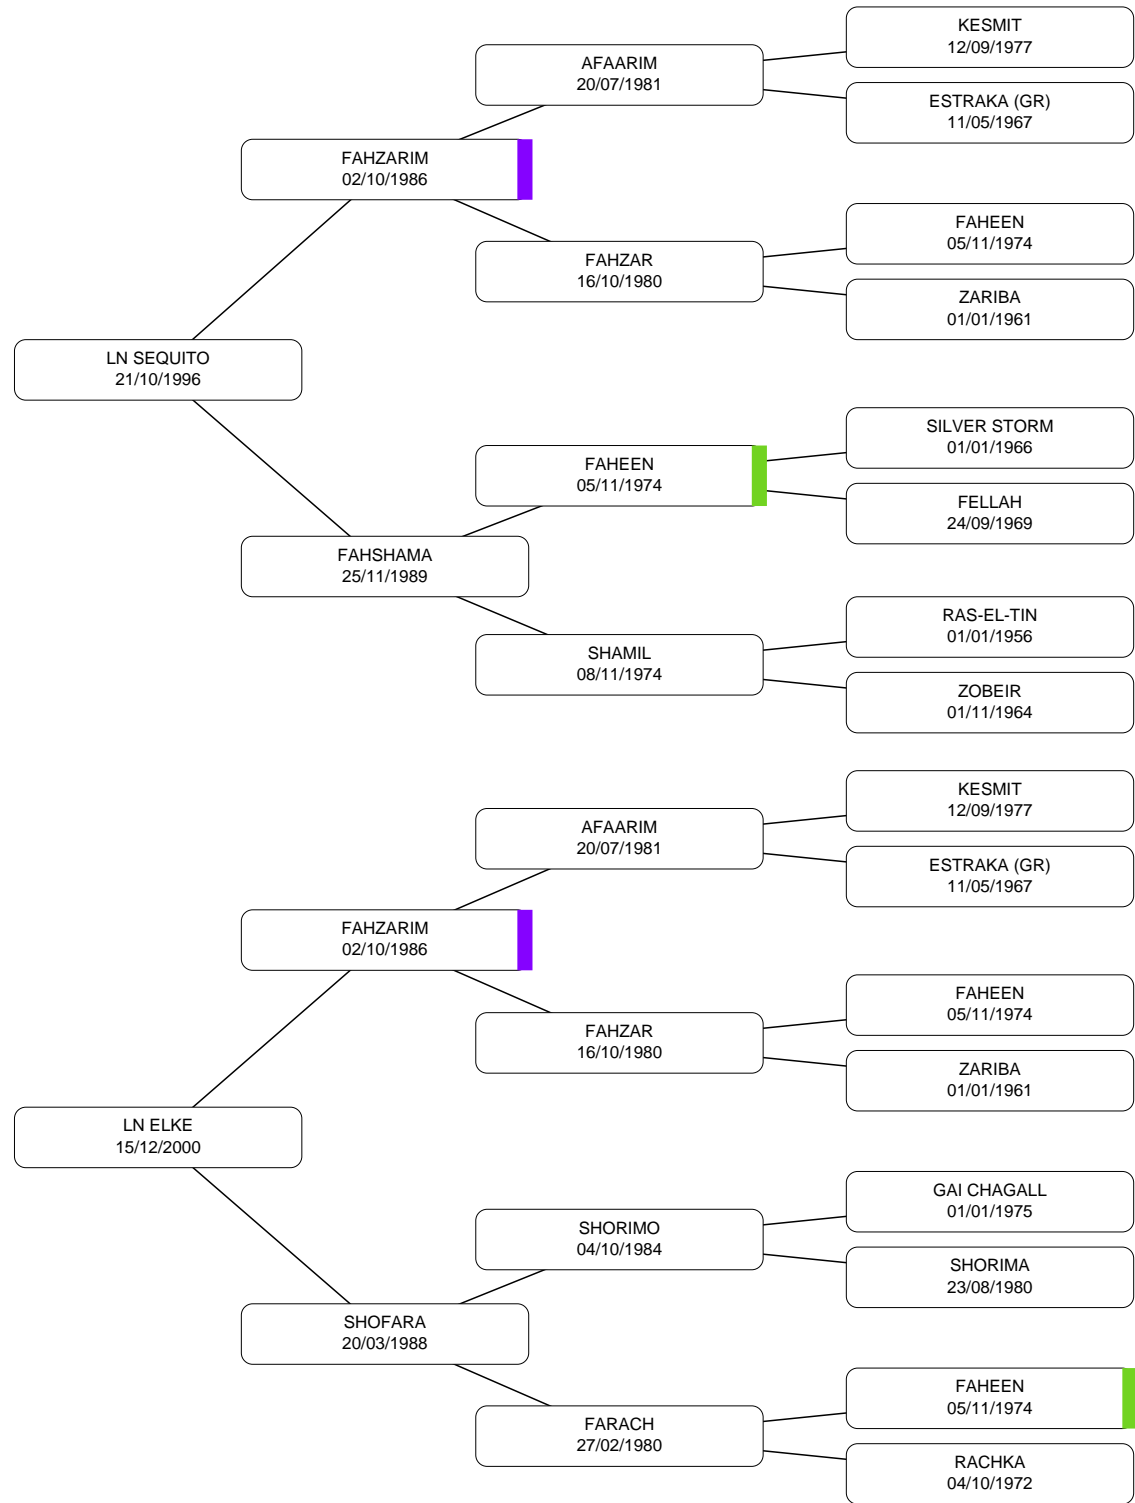 KESMIT
12/09/1977
AFAARIM
20/07/1981
ESTRAKA (GR)
11/05/1967
FAHZARIM
02/10/1986
FAHEEN
05/11/1974
FAHZAR
16/10/1980
ZARIBA
01/01/1961
LN SEQUITO
21/10/1996
SILVER STORM
01/01/1966
FAHEEN
05/11/1974
FELLAH
24/09/1969
FAHSHAMA
25/11/1989
RAS-EL-TIN
01/01/1956
SHAMIL
08/11/1974
ZOBEIR
01/11/1964
KESMIT
12/09/1977
AFAARIM
20/07/1981
ESTRAKA (GR)
11/05/1967
FAHZARIM
02/10/1986
FAHEEN
05/11/1974
FAHZAR
16/10/1980
ZARIBA
01/01/1961
LN ELKE
15/12/2000
GAI CHAGALL
01/01/1975
SHORIMO
04/10/1984
SHORIMA
23/08/1980
SHOFARA
20/03/1988
FAHEEN
05/11/1974
FARACH
27/02/1980
RACHKA
04/10/1972